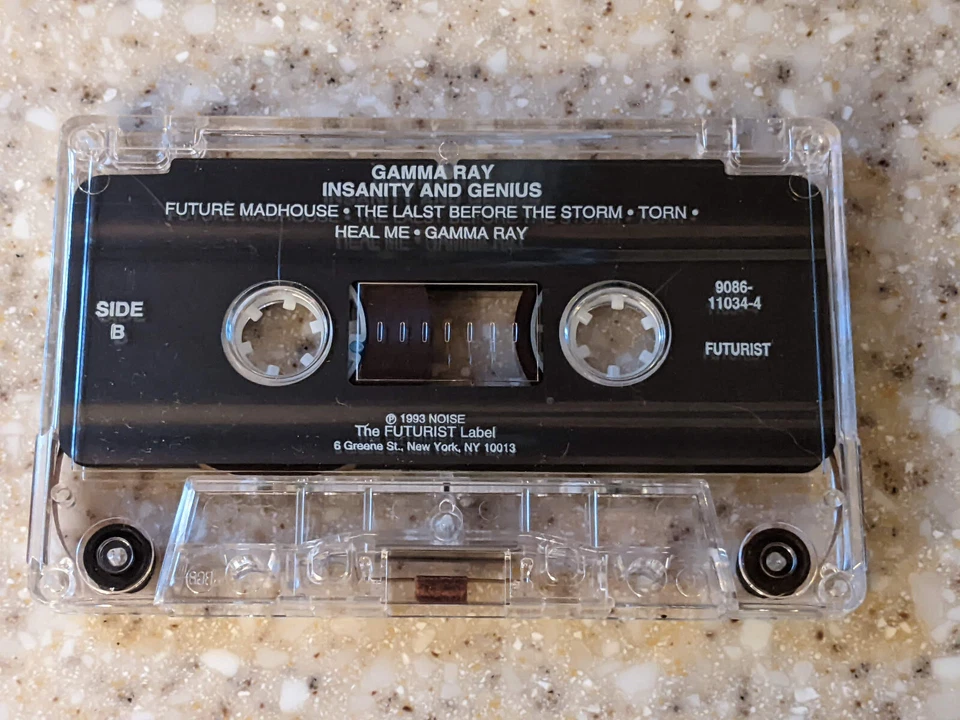 GAMMA RAY
INSANITY AND GENIUS
FUTURE MADHOUSE • THE LALST BEFORE THE STORM • TORN •
HEAL ME • GAMMA RAY
SIDE
B
9086-
11034-4
FUTURIST
℗ 1993 NOISE
The FUTURIST Label
6 Greene St., New York, NY 10013